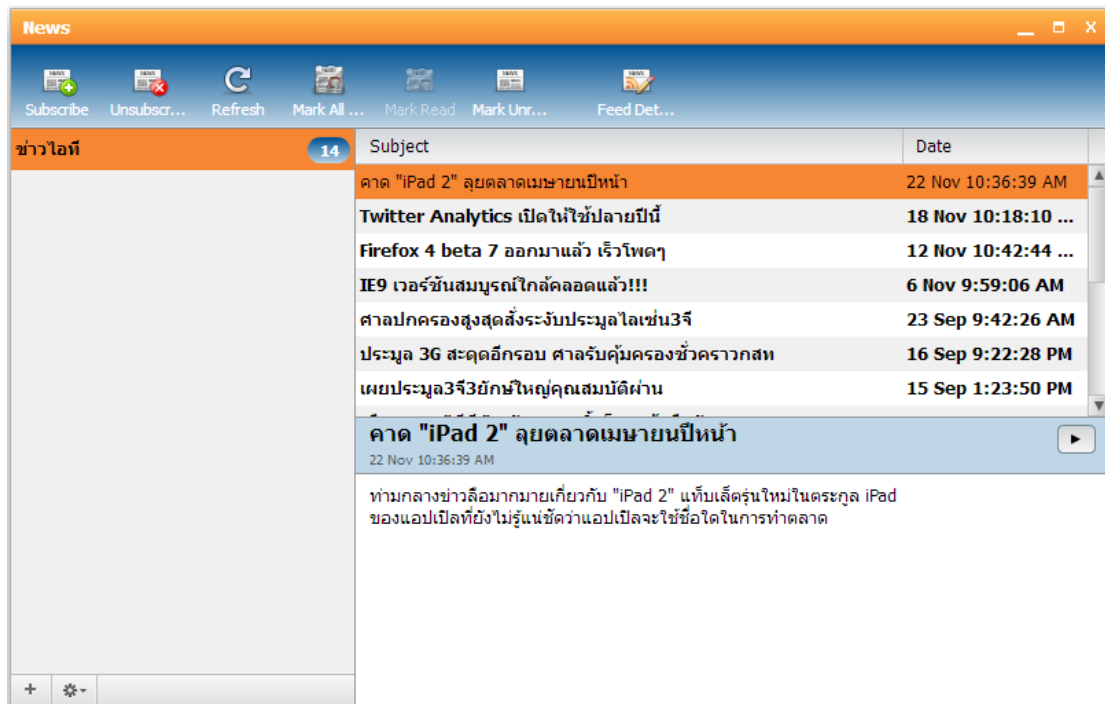 News
Subscribe Unsubscr... Refresh Mark All ... Mark Read Mark Unr... Feed Det...
ข่าวไอที 14
Subject Date
คาด "iPad 2" ลุยตลาดเมษายนปีหน้า 22 Nov 10:36:39 AM
Twitter Analytics เปิดให้ใช้ปลายปีนี้ 18 Nov 10:18:10 ...
Firefox 4 beta 7 ออกมาแล้ว เร็วโพดๆ 12 Nov 10:42:44 ...
IE9 เวอร์ชันสมบูรณ์ใกล้คลอดแล้ว!!! 6 Nov 9:59:06 AM
ศาลปกครองสูงสุดสั่งระงับประมูลไลเซ่น3จี 23 Sep 9:42:26 AM
ประมูล 3G สะดุดอีกรอบ ศาลรับคุ้มครองชั่วคราวกสท 16 Sep 9:22:28 PM
เผยประมูล3จี3ยักษ์ใหญ่คุณสมบัติผ่าน 15 Sep 1:23:50 PM
คาด "iPad 2" ลุยตลาดเมษายนปีหน้า
22 Nov 10:36:39 AM
ท่ามกลางข่าวลือมากมายเกี่ยวกับ "iPad 2" แท็บเล็ตรุ่นใหม่ในตระกูล iPad
ของแอปเปิลที่ยังไม่รู้แน่ชัดว่าแอปเปิลจะใช้ชื่อใดในการทำตลาด